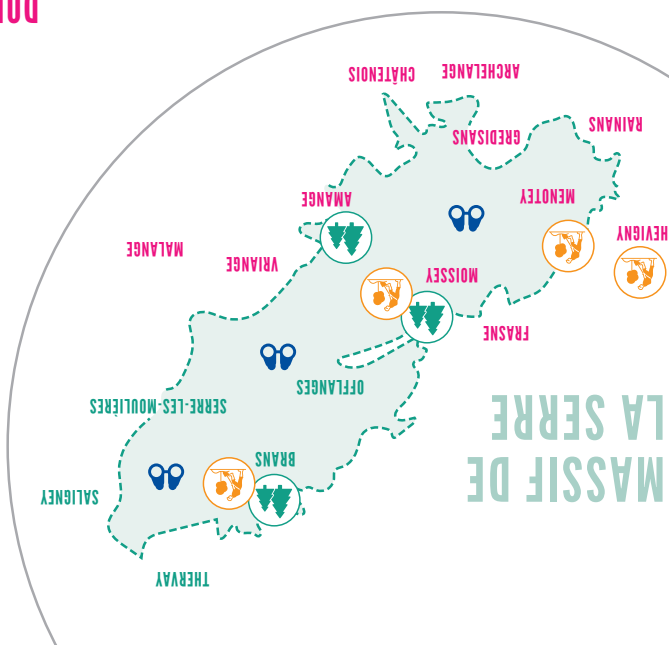 THERVAY
MASSIF DE
LA SERRE
SALIGNEY
BRANS
SERRE-LES-MOULIÈRES
OFFLANGES
FRASNE
MOISSEY
VRIANGE
MALANGE
HEVIGNY
MENOTEY
AMANGE
RAINANS
GREDISANS
ARCHELANGE
CHÂTENOIS